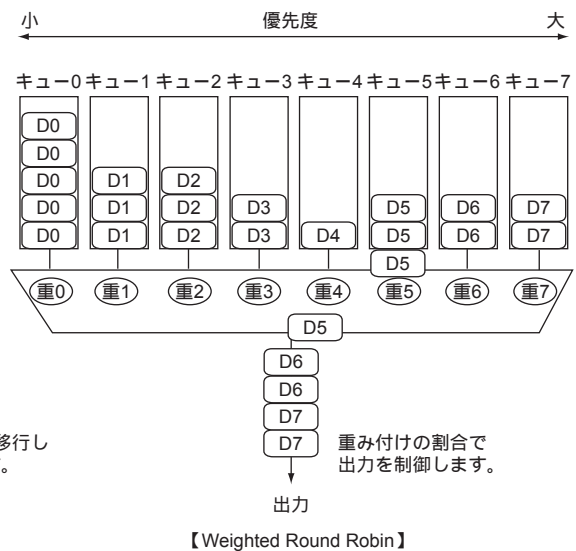 小 優先度 大
キュー0 キュー1 キュー2 キュー3 キュー4 キュー5 キュー6 キュー7
D0
D0
D0 D1 D2
D0 D1 D2 D3 D5 D6 D7
D0 D1 D2 D3 D4 D5 D6 D7
D5
重0 重1 重2 重3 重4 重5 重6 重7
D5
D6
D6
D7
D7
移行し
重み付けの割合で
。
出力を制御します。
出力
【Weighted Round Robin】